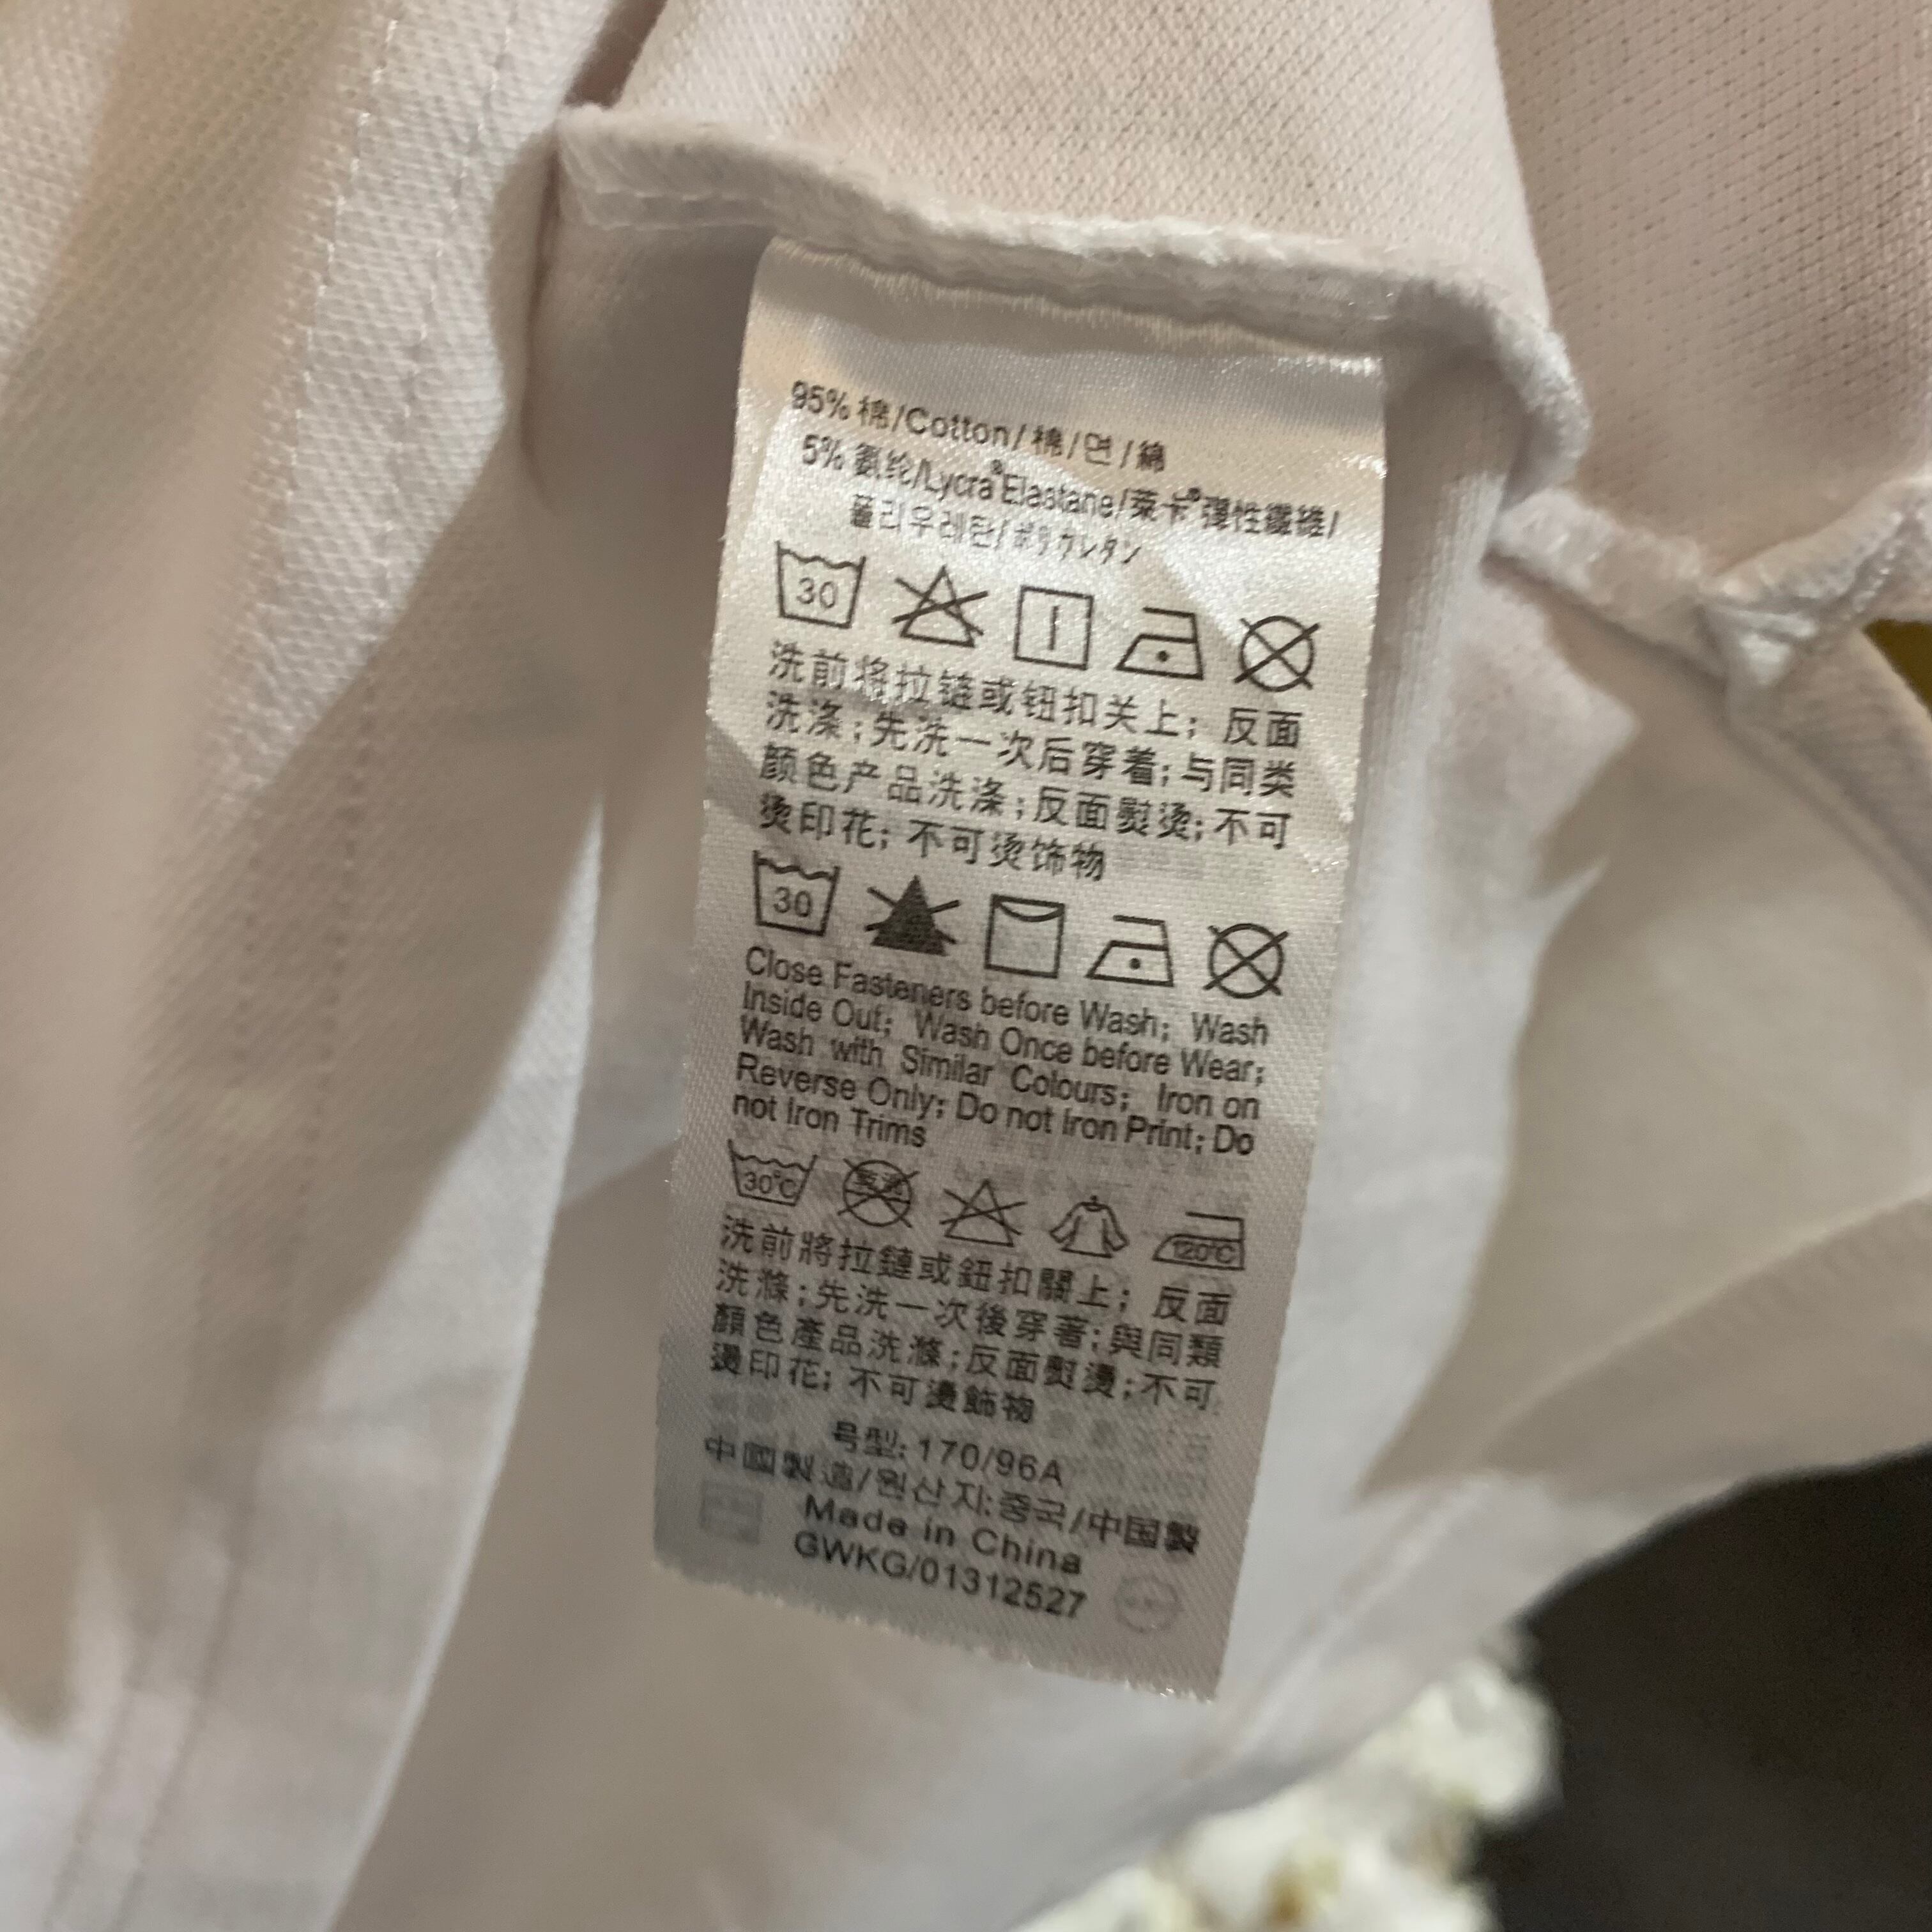 95% 棉/Cotton/棉/면/綿
5% 氨纶/Lycra®Elastane/萊卡®彈性纖維/
폴리우레탄/ポリウレタン
30
洗前将拉链或钮扣关上; 反面
洗涤;先洗一次后穿着;与同类
颜色产品洗涤;反面熨烫;不可
烫印花; 不可烫饰物
30
Close Fasteners before Wash; Wash
Inside Out; Wash Once before Wear;
Wash with Similar Colours; Iron on
Reverse Only; Do not Iron Print; Do
not Iron Trims
30°C 120°C
洗前將拉鏈或鈕扣關上; 反面
洗滌;先洗一次後穿著;與同類
顏色產品洗滌;反面熨燙;不可
燙印花; 不可燙飾物
号型: 170/96A
中國製造/원산지:중국/中国製
Made in China
GWKG/01312527